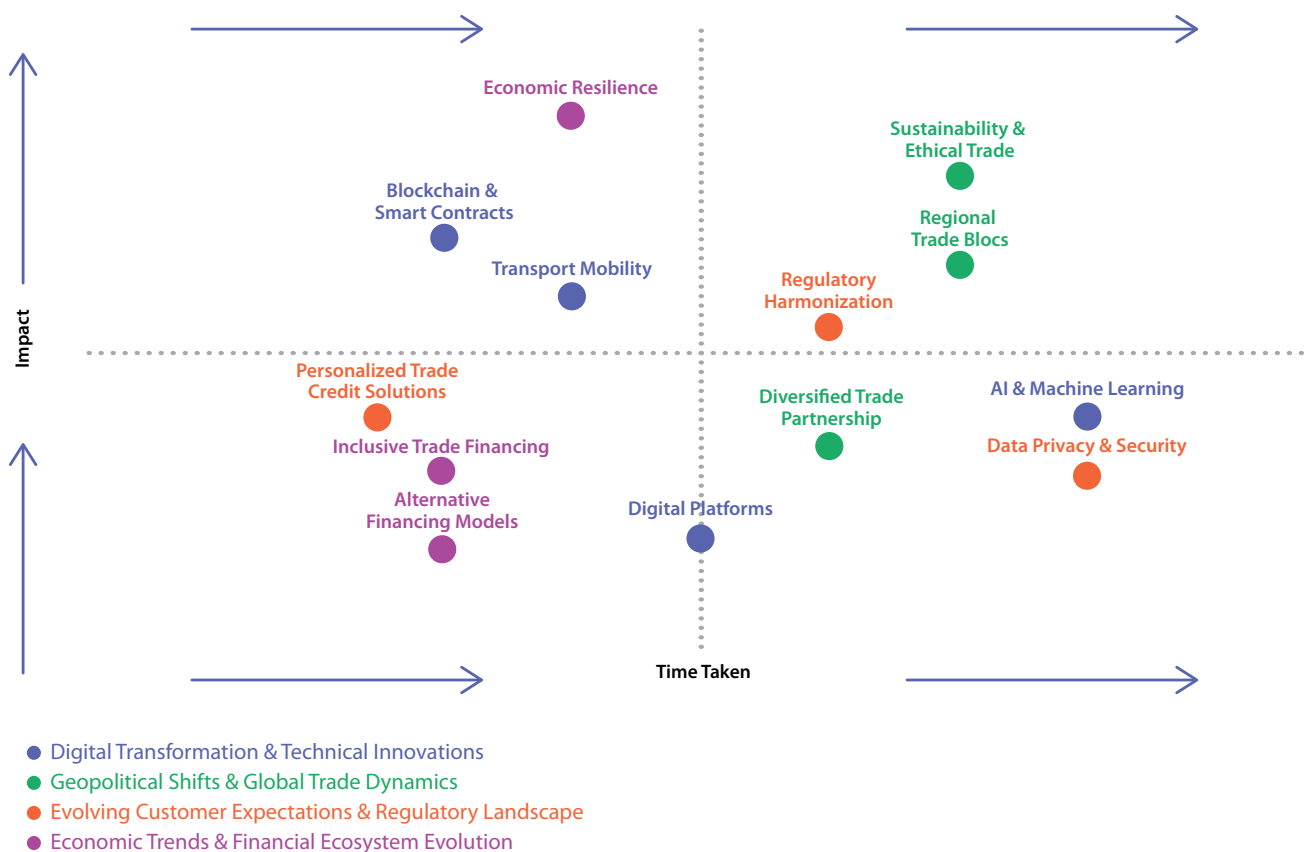 Economic Resilience
Sustainability &
Ethical Trade
Blockchain &
Smart Contracts
Regional
Trade Blocs
Transport Mobility
Regulatory
Harmonization
Impact
Personalized Trade
Credit Solutions
AI & Machine Learning
Diversified Trade
Partnership
Inclusive Trade Financing
Data Privacy & Security
Alternative
Financing Models
Digital Platforms
Time Taken
Digital Transformation & Technical Innovations
Geopolitical Shifts & Global Trade Dynamics
Evolving Customer Expectations & Regulatory Landscape
Economic Trends & Financial Ecosystem Evolution